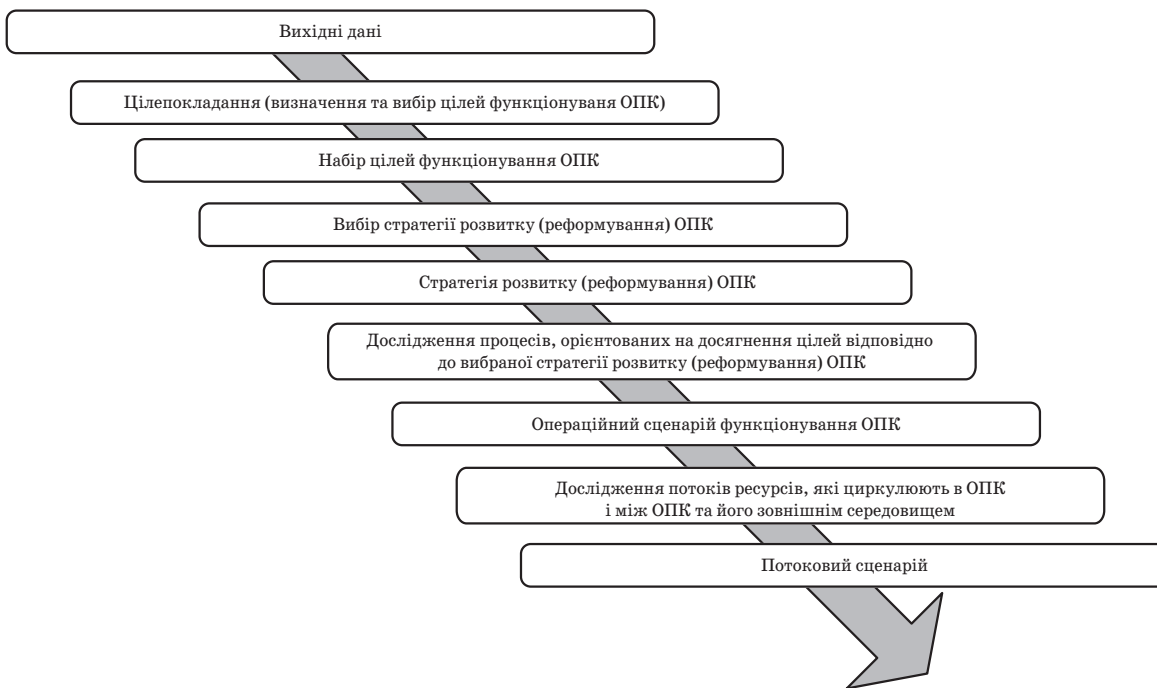 Вихідні дані
Цілепокладання (визначення та вибір цілей функціонуваня ОПК)
Набір цілей функціонування ОПК
Вибір стратегії розвитку (реформування) ОПК
Стратегія розвитку (реформування) ОПК
Дослідження процесів, орієнтованих на досягнення цілей відповідно
до вибраної стратегії розвитку (реформування) ОПК
Операційний сценарій функціонування ОПК
Дослідження потоків ресурсів, які циркулюють в ОПК
і між ОПК та його зовнішнім середовищем
Потоковий сценарій